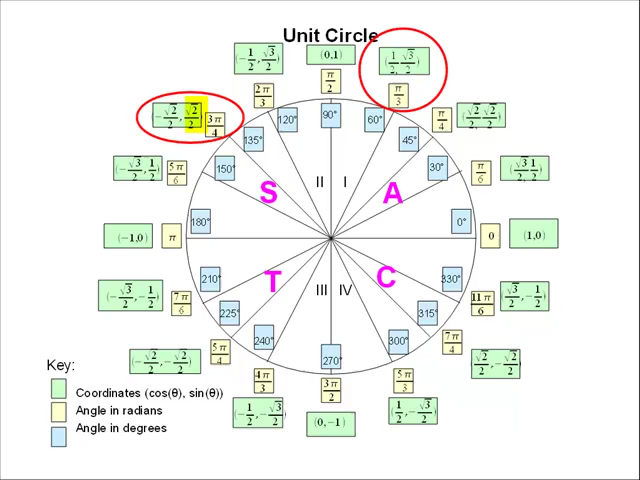 Unit Circle
(-1/2, √3/2)
(0,1)
(1/2, √3/2)
2π/3
π/2
π/3
(-√2/2, √2/2)
3π/4
120°
90°
60°
π/4
(√2/2, √2/2)
135°
45°
(-√3/2, 1/2)
5π/6
150°
II
I
30°
π/6
(√3/2, 1/2)
S
A
(-1,0)
π
180°
0°
0
(1,0)
T
C
210°
330°
(-√3/2, -1/2)
7π/6
III
IV
11π/6
(√3/2, -1/2)
225°
315°
240°
300°
270°
5π/4
7π/4
(-√2/2, -√2/2)
(√2/2, -√2/2)
4π/3
3π/2
5π/3
(-1/2, -√3/2)
(0,-1)
(1/2, -√3/2)
Key:
Coordinates (cos(θ), sin(θ))
Angle in radians
Angle in degrees